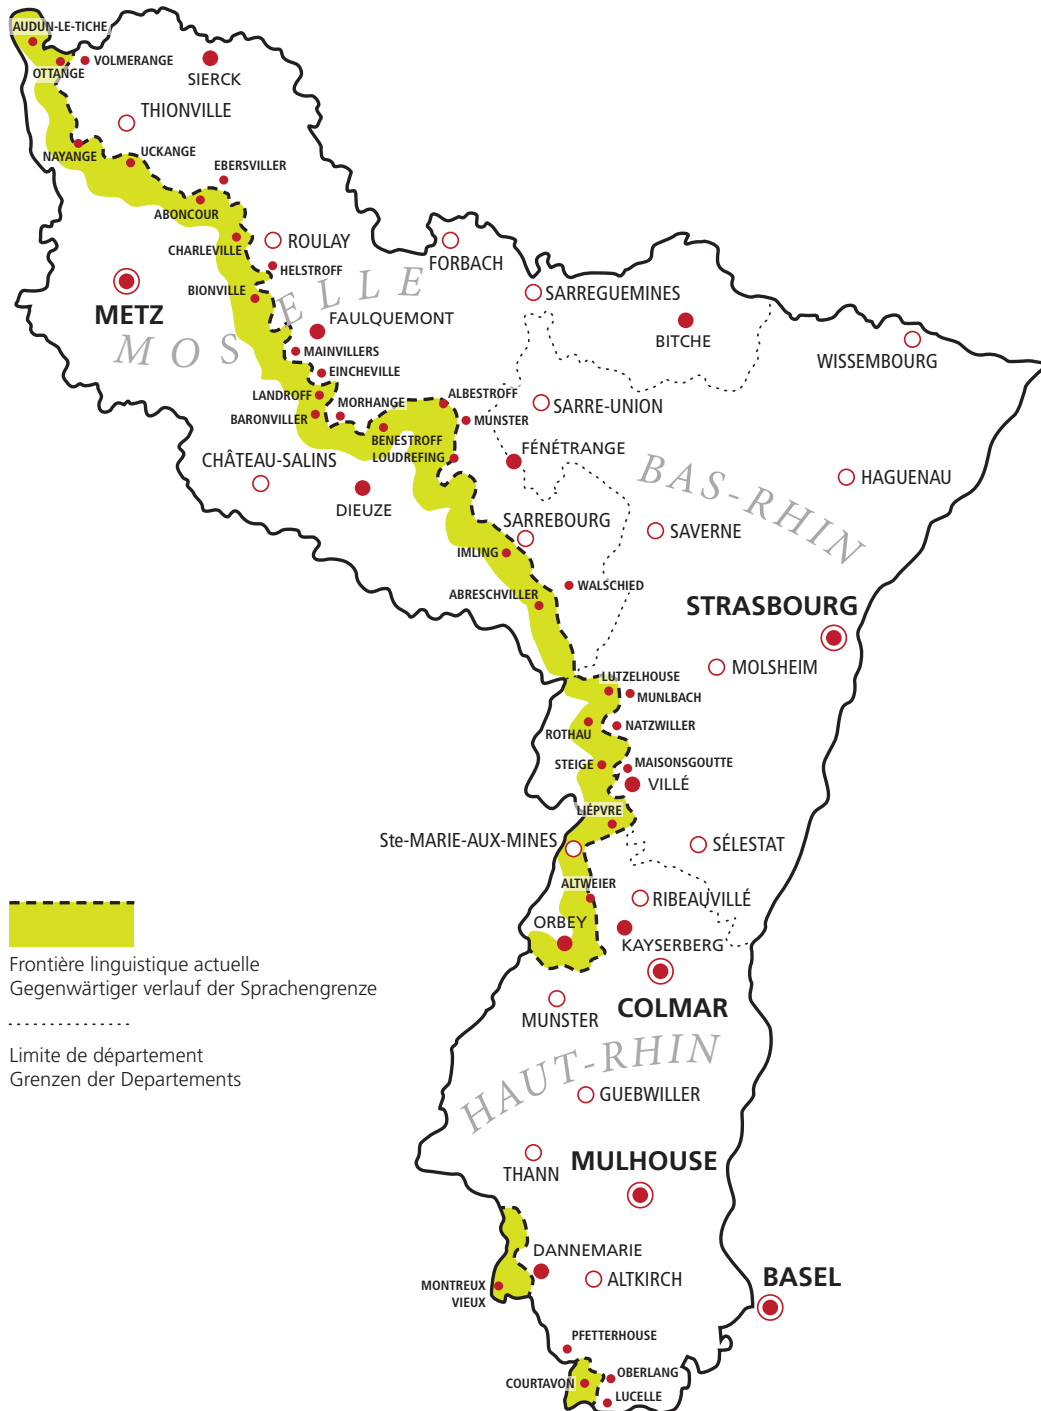 AUDUN-LE-TICHE
OTTANGE
VOLMERANGE
SIERCK
THIONVILLE
NAYANGE
UCKANGE
EBERSVILLER
ABONCOUR
CHARLEVILLE
ROULAY
FORBACH
HELSTROFF
BIONVILLE
SARREGUEMINES
METZ
MOSELLE
FAULQUEMONT
BITCHE
WISSEMBOURG
MAINVILLERS
EINCHEVILLE
LANDROFF
BARONVILLER
MORHANGE
ALBESTROFF
MUNSTER
SARRE-UNION
BENESTROFF
LOUDREFING
FÉNÉTRANGE
CHÂTEAU-SALINS
DIEUZE
BAS-RHIN
HAGUENAU
SARREBOURG
SAVERNE
IMLING
WALSCHIED
ABRESCHVILLER
STRASBOURG
MOLSHEIM
LUTZELHOUSE
MUNLBACH
ROTHAU
NATZWILLER
STEIGE
MAISONSGOUTTE
VILLÉ
LIÉPVRE
Ste-MARIE-AUX-MINES
SÉLESTAT
ALTWEIER
RIBEAUVILLÉ
ORBEY
KAYSERBERG
COLMAR
MUNSTER
HAUT-RHIN
GUEBWILLER
THANN
MULHOUSE
DANNEMARIE
ALTKIRCH
BASEL
MONTREUX
VIEUX
PFETTERHOUSE
COURTAVON
OBERLANG
LUCELLE
Frontière linguistique actuelle
Gegenwärtiger verlauf der Sprachengrenze
Limite de département
Grenzen der Departements